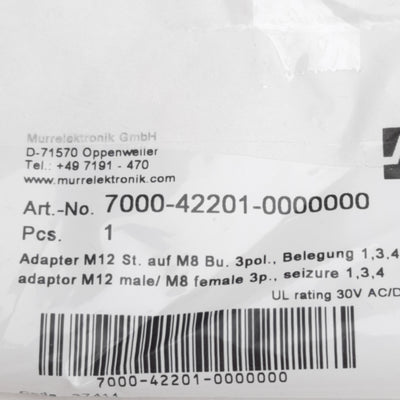 Murrelektronik GmbH
D-71570 Oppenweiler
Tel.: +49 7191 - 470
www.murrelektronik.com
Art.-No. 7000-42201-0000000
Pcs. 1
Adapter M12 St. auf M8 Bu. 3pol., Belegung 1,3,4
adaptor M12 male/ M8 female 3p., seizure 1,3,4
UL rating 30V AC/D
7000-42201-0000000